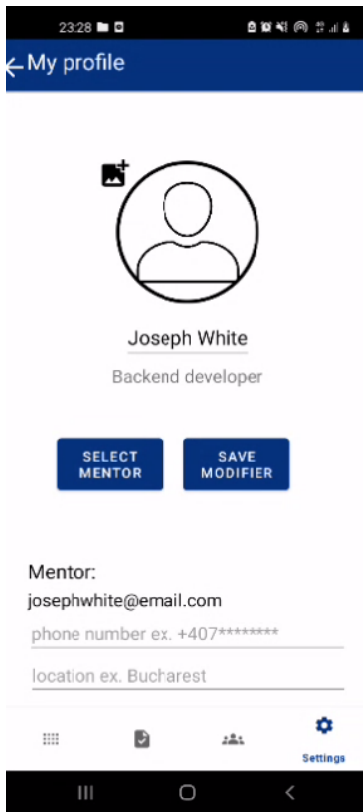 23:28
My profile
Joseph White
Backend developer
SELECT
MENTOR
SAVE
MODIFIER
Mentor:
josephwhite@email.com
phone number ex. +407********
location ex. Bucharest
Settings